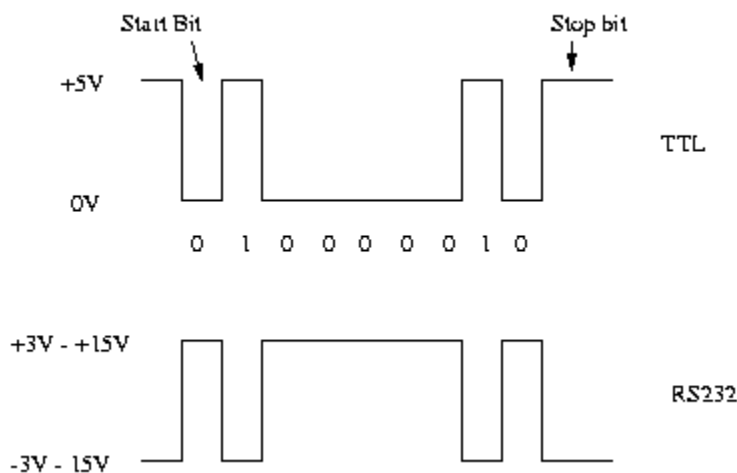 Start Bit
Stop bit
+5V
TTL
0V
0 1 0 0 0 0 0 1 0
+3V - +15V
RS232
-3V - 15V